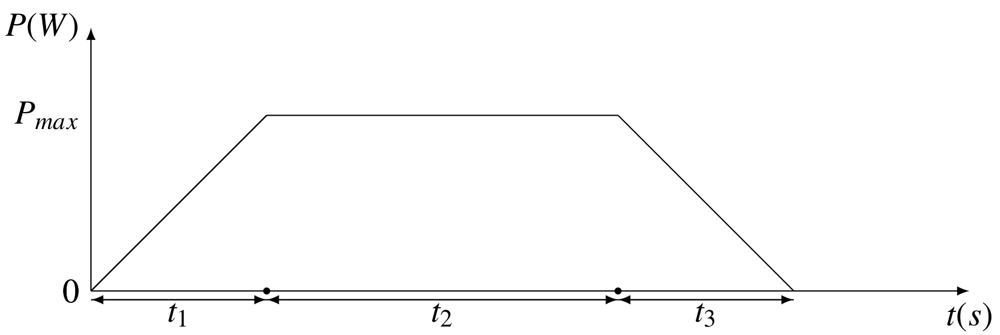 P(W)
P_max
0
t_1
t_2
t_3
t(s)